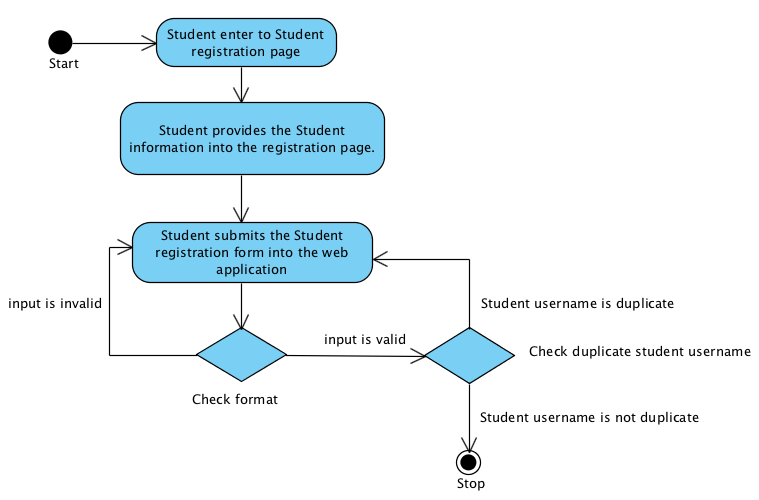 Student enter to Student
registration page
Start
Student provides the Student
information into the registration page.
Student submits the Student
registration form into the web
application
input is invalid
Student username is duplicate
input is valid
Check duplicate student username
Check format
Student username is not duplicate
Stop